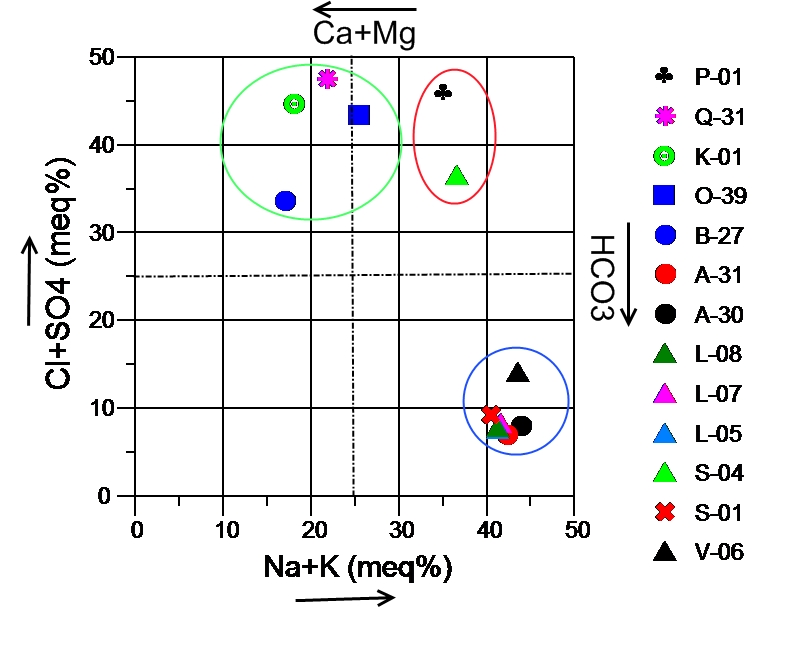 Ca+Mg
50
40
30
20
10
0
Cl+SO4 (meq%)
HCO3
0 10 20 30 40 50
Na+K (meq%)
P-01
Q-31
K-01
O-39
B-27
A-31
A-30
L-08
L-07
L-05
S-04
S-01
V-06